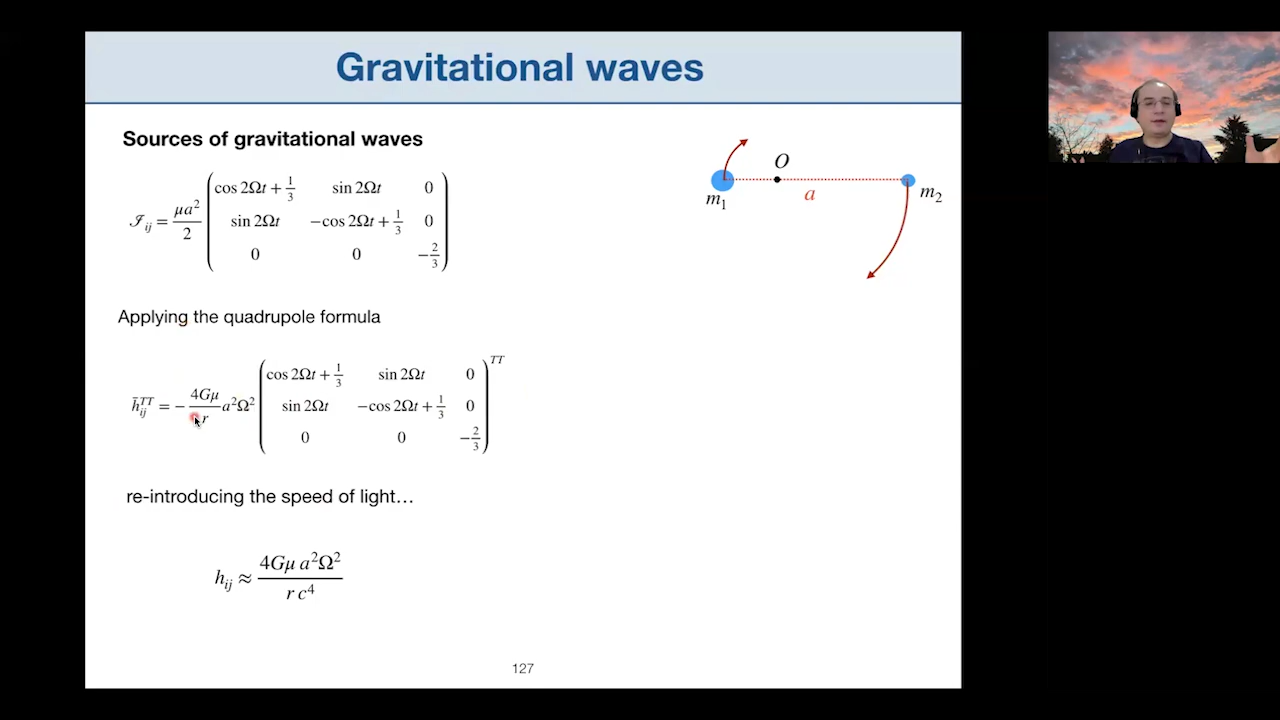 Gravitational waves
Sources of gravitational waves
ℐ_ij = μa²/2 ( cos 2Ωt + 1/3   sin 2Ωt   0
sin 2Ωt   −cos 2Ωt + 1/3   0
0   0   −2/3 )
O
m₁
a
m₂
Applying the quadrupole formula
h̄_ij^TT = − 4Gμ/r a²Ω² ( cos 2Ωt + 1/3   sin 2Ωt   0
sin 2Ωt   −cos 2Ωt + 1/3   0
0   0   −2/3 )^TT
re-introducing the speed of light…
h_ij ≈ 4Gμ a²Ω² / r c⁴
127